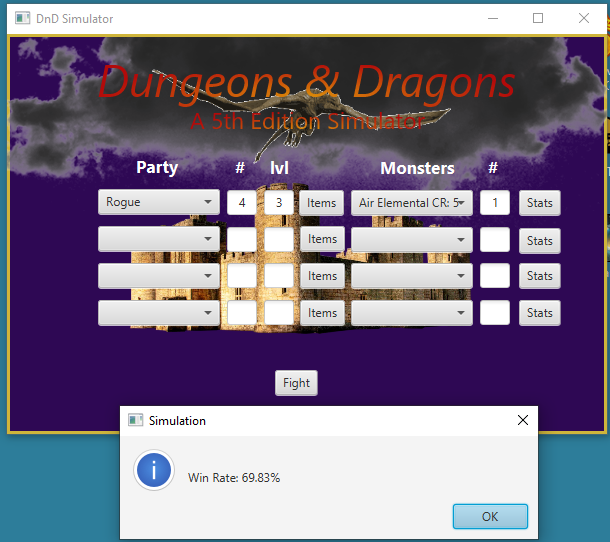 DnD Simulator
Dungeons & Dragons
A 5th Edition Simulator
Party # lvl Monsters #
Rogue 4 3 Items Air Elemental CR: 5 1 Stats
Items Stats
Items Stats
Items Stats
Fight
Simulation
Win Rate: 69.83%
OK